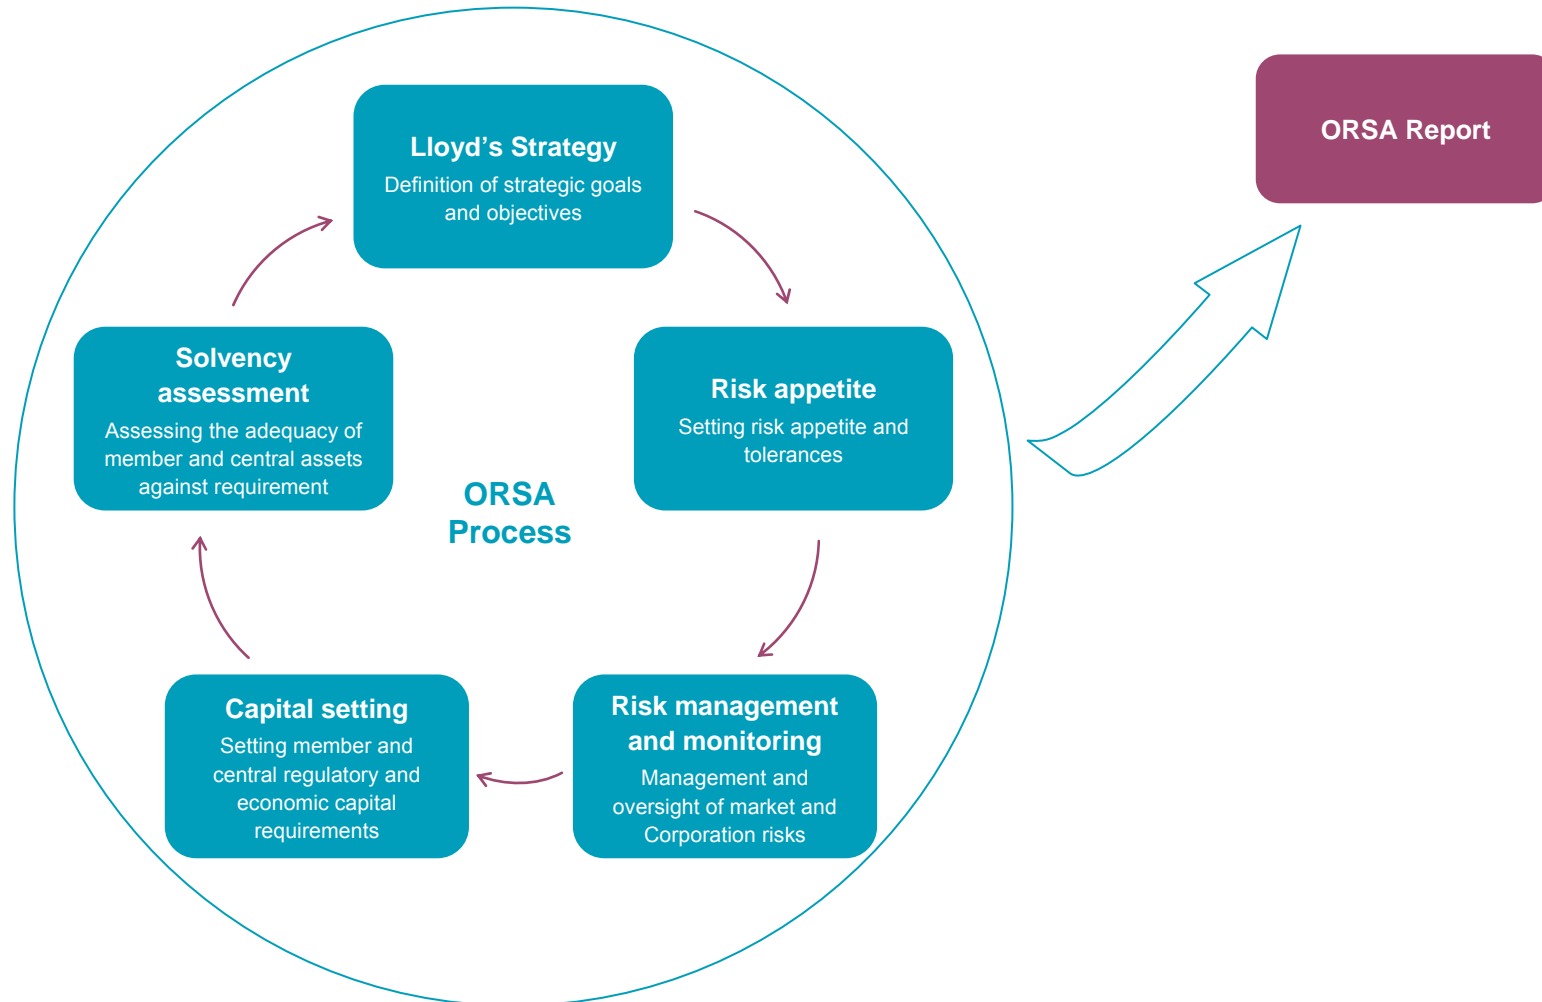 Lloyd’s Strategy
Definition of strategic goals
and objectives
ORSA Report
Risk appetite
Setting risk appetite and
tolerances
Risk management
and monitoring
Management and
oversight of market and
Corporation risks
Capital setting
Setting member and
central regulatory and
economic capital
requirements
Solvency
assessment
Assessing the adequacy of
member and central assets
against requirement
ORSA
Process